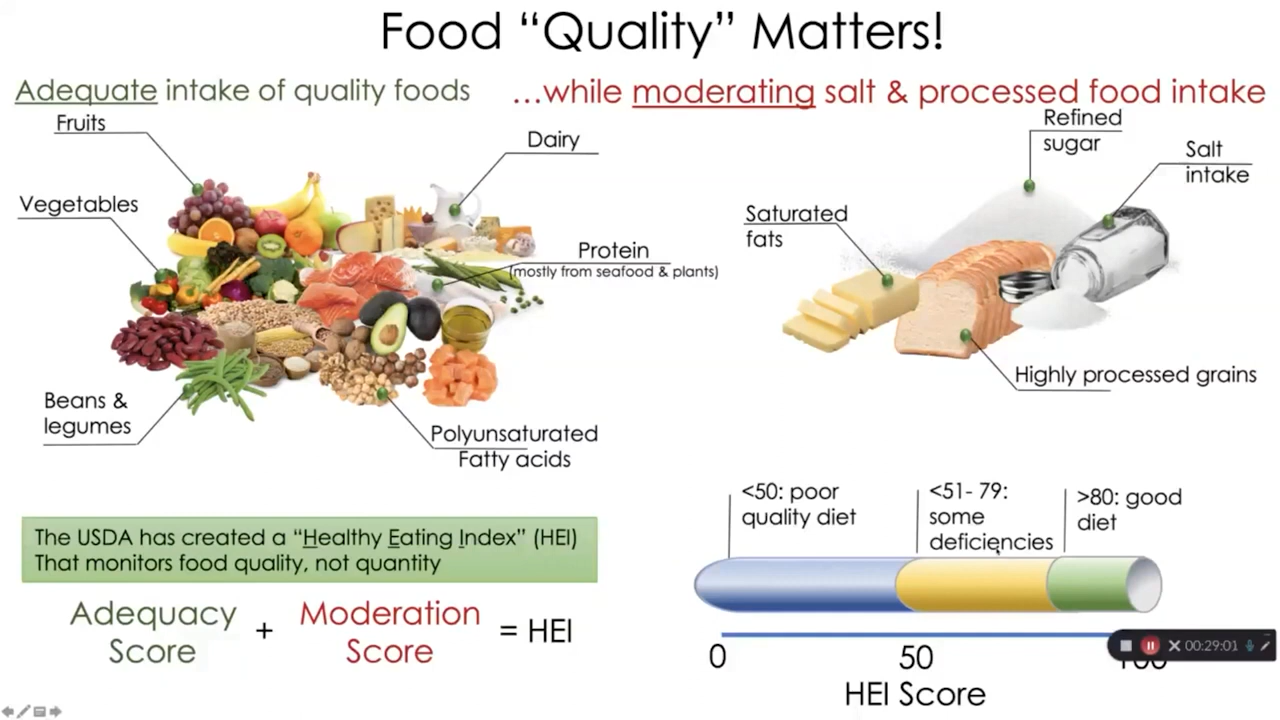 Food “Quality” Matters!
Adequate intake of quality foods
…while moderating salt & processed food intake
Fruits
Dairy
Vegetables
Protein
(mostly from seafood & plants)
Beans &
legumes
Polyunsaturated
Fatty acids
Refined
sugar
Salt
intake
Saturated
fats
Highly processed grains
The USDA has created a “Healthy Eating Index” (HEI)
That monitors food quality, not quantity
Adequacy
Score
+
Moderation
Score
= HEI
<50: poor
quality diet
<51- 79:
some
deficiencies
>80: good
diet
0
50
100
HEI Score
00:29:01